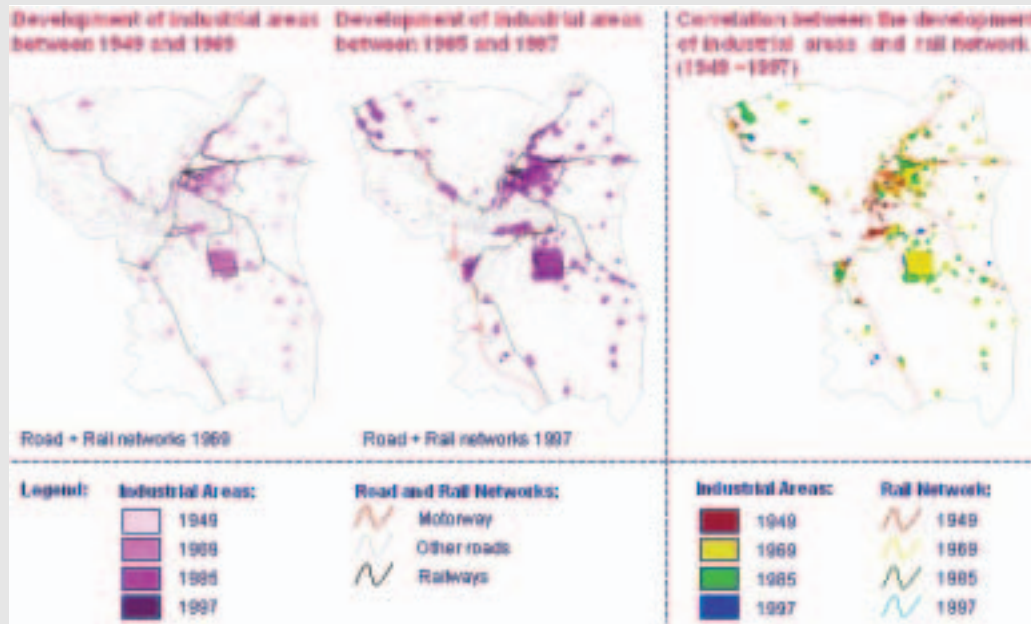 Development of industrial areas
between 1949 and 1969
Development of industrial areas
between 1985 and 1997
Correlation between the development
of industrial areas and rail network
(1949 -1997)
Road + Rail networks 1969
Road + Rail networks 1997
Legend:
Industrial Areas:
1949
1969
1985
1997
Road and Rail Networks:
Motorway
Other roads
Railways
Industrial Areas:
1949
1969
1985
1997
Rail Network:
1949
1969
1985
1997